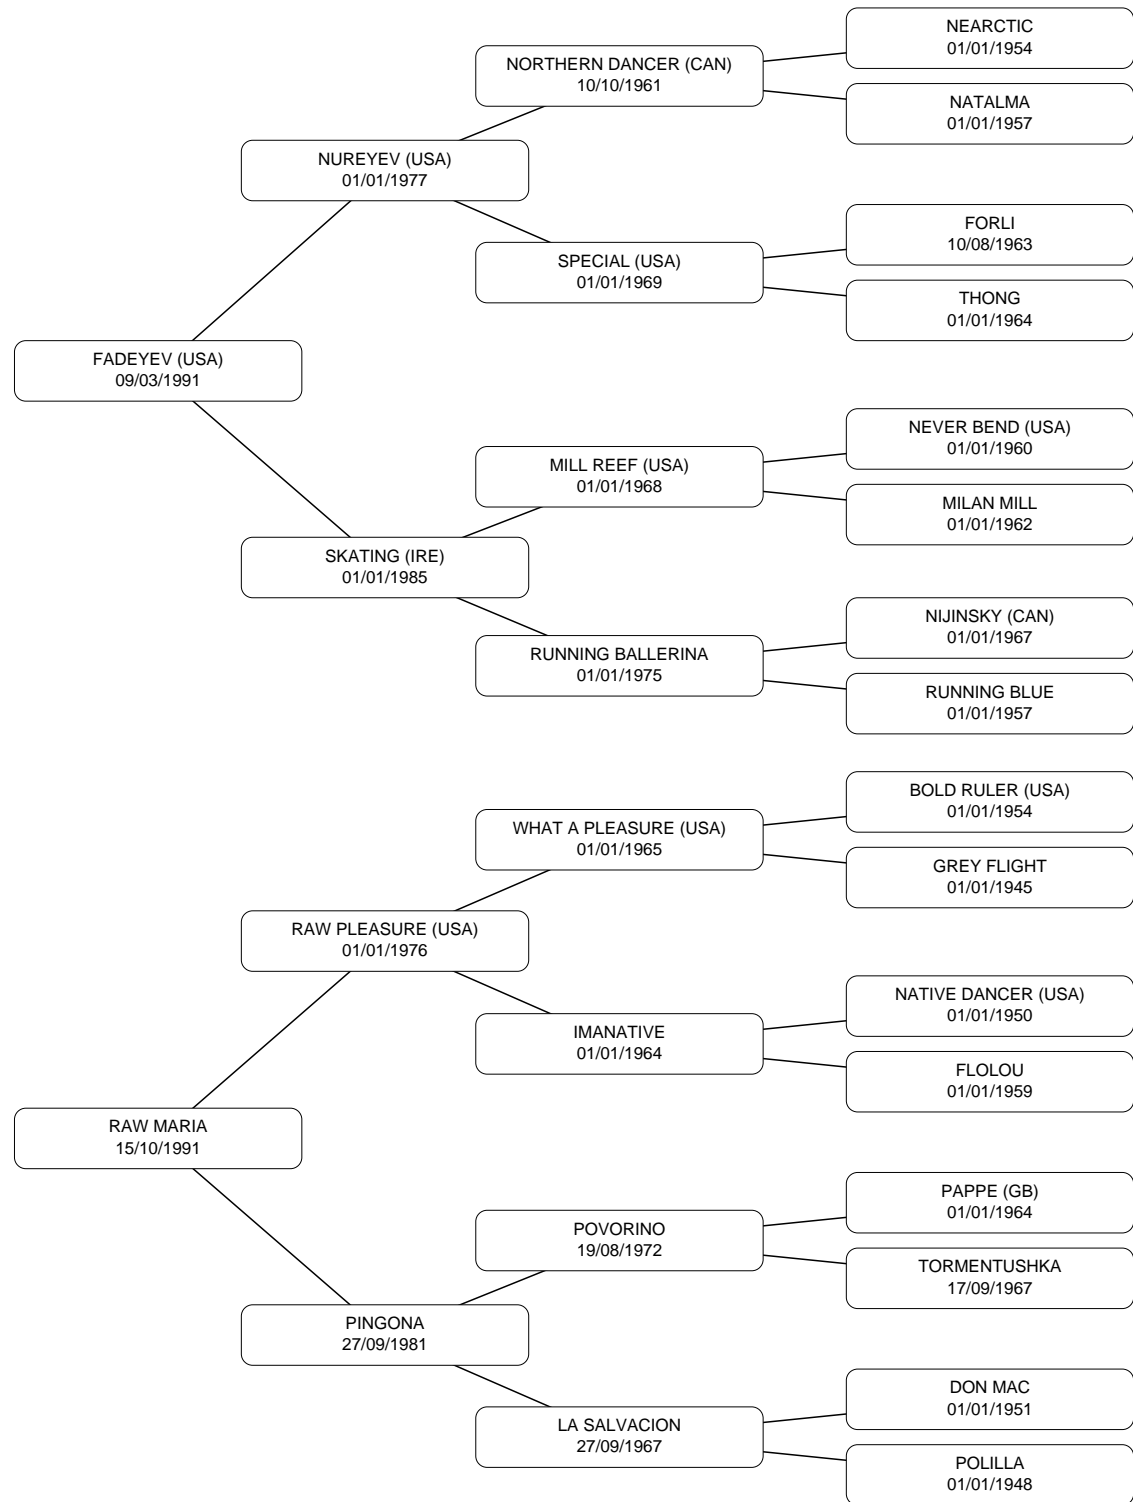 NEARCTIC
01/01/1954
NORTHERN DANCER (CAN)
10/10/1961
NATALMA
01/01/1957
NUREYEV (USA)
01/01/1977
FORLI
10/08/1963
SPECIAL (USA)
01/01/1969
THONG
01/01/1964
FADEYEV (USA)
09/03/1991
NEVER BEND (USA)
01/01/1960
MILL REEF (USA)
01/01/1968
MILAN MILL
01/01/1962
SKATING (IRE)
01/01/1985
NIJINSKY (CAN)
01/01/1967
RUNNING BALLERINA
01/01/1975
RUNNING BLUE
01/01/1957
BOLD RULER (USA)
01/01/1954
WHAT A PLEASURE (USA)
01/01/1965
GREY FLIGHT
01/01/1945
RAW PLEASURE (USA)
01/01/1976
NATIVE DANCER (USA)
01/01/1950
IMANATIVE
01/01/1964
FLOLOU
01/01/1959
RAW MARIA
15/10/1991
PAPPE (GB)
01/01/1964
POVORINO
19/08/1972
TORMENTUSHKA
17/09/1967
PINGONA
27/09/1981
DON MAC
01/01/1951
LA SALVACION
27/09/1967
POLILLA
01/01/1948